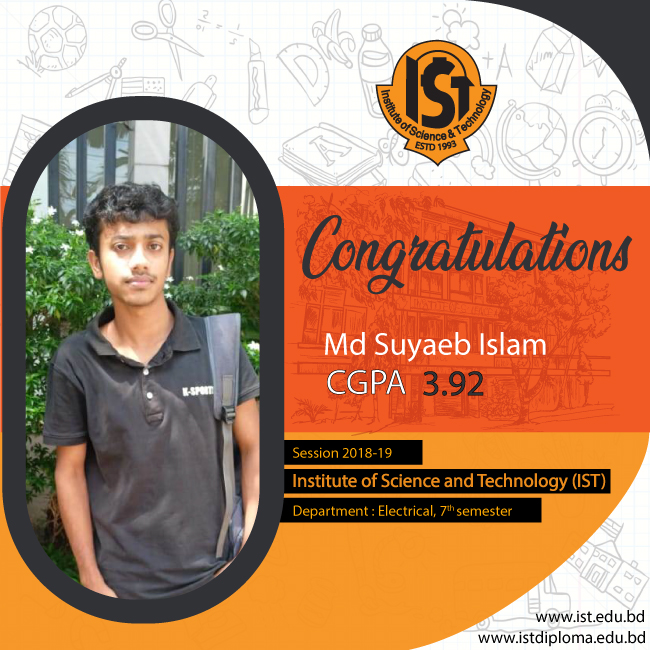 IST
Institute of Science & Technology
ESTD 1993
Congratulations
Md Suyaeb Islam
CGPA 3.92
K-SPORTS
Session 2018-19
Institute of Science and Technology (IST)
Department : Electrical, 7th semester
www.ist.edu.bd
www.istdiploma.edu.bd